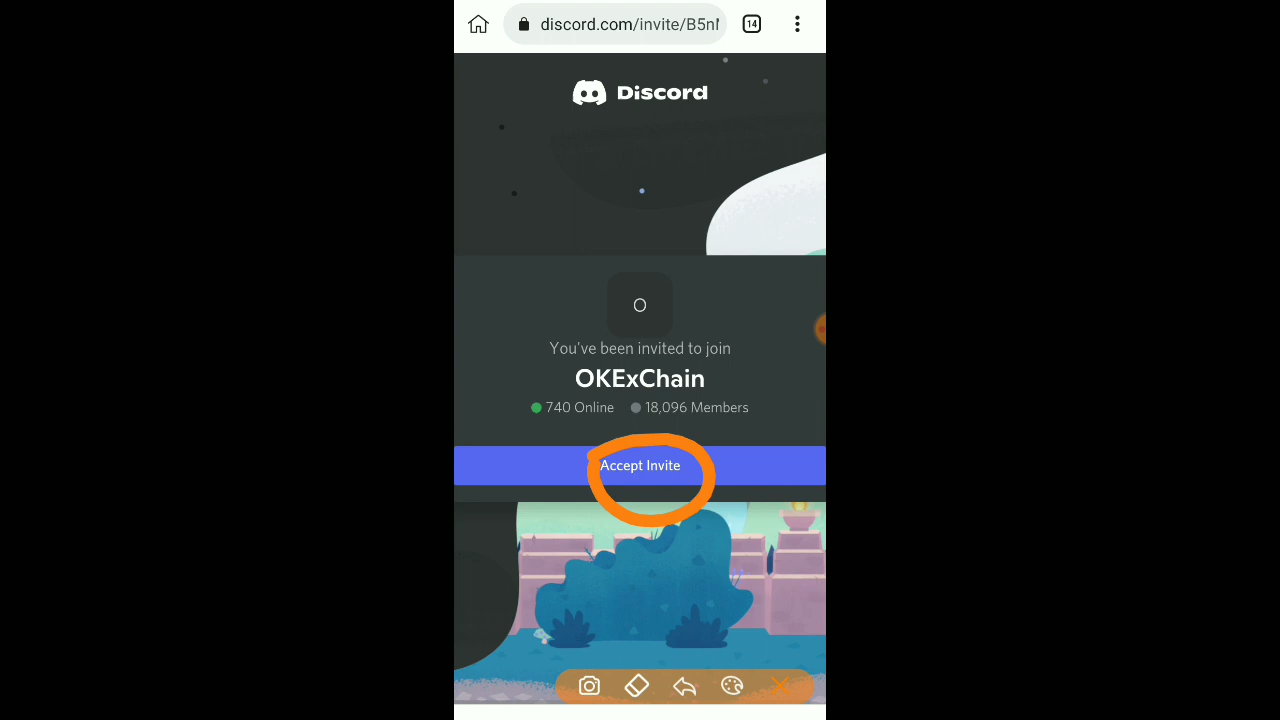 discord.com/invite/B5n
14
Discord
O
You've been invited to join
OKExChain
740 Online 18,096 Members
Accept Invite